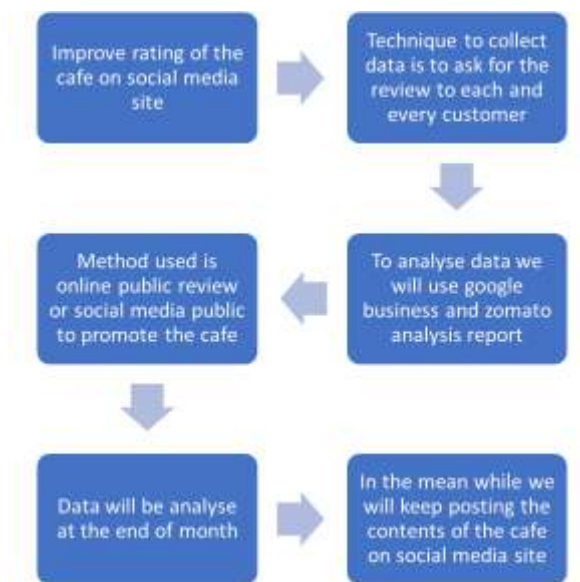 Improve rating of the
cafe on social media
site
Technique to collect
data is to ask for the
review to each and
every customer
To analyse data we
will use google
business and zomato
analysis report
Method used is
online public review
or social media public
to promote the cafe
Data will be analyse
at the end of month
In the mean while we
will keep posting the
contents of the cafe
on social media site